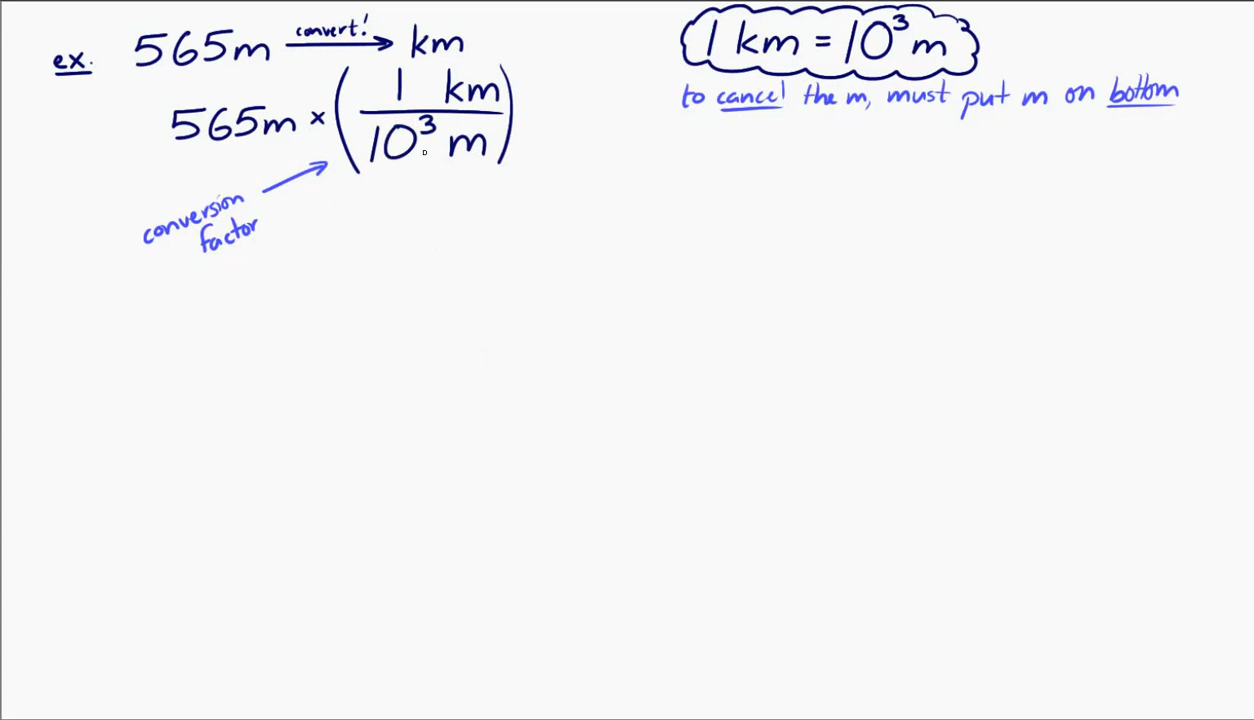 ex. 565m convert! km
565m × (1 km / 10³ m)
conversion
factor
1 km = 10³ m
to cancel the m, must put m on bottom